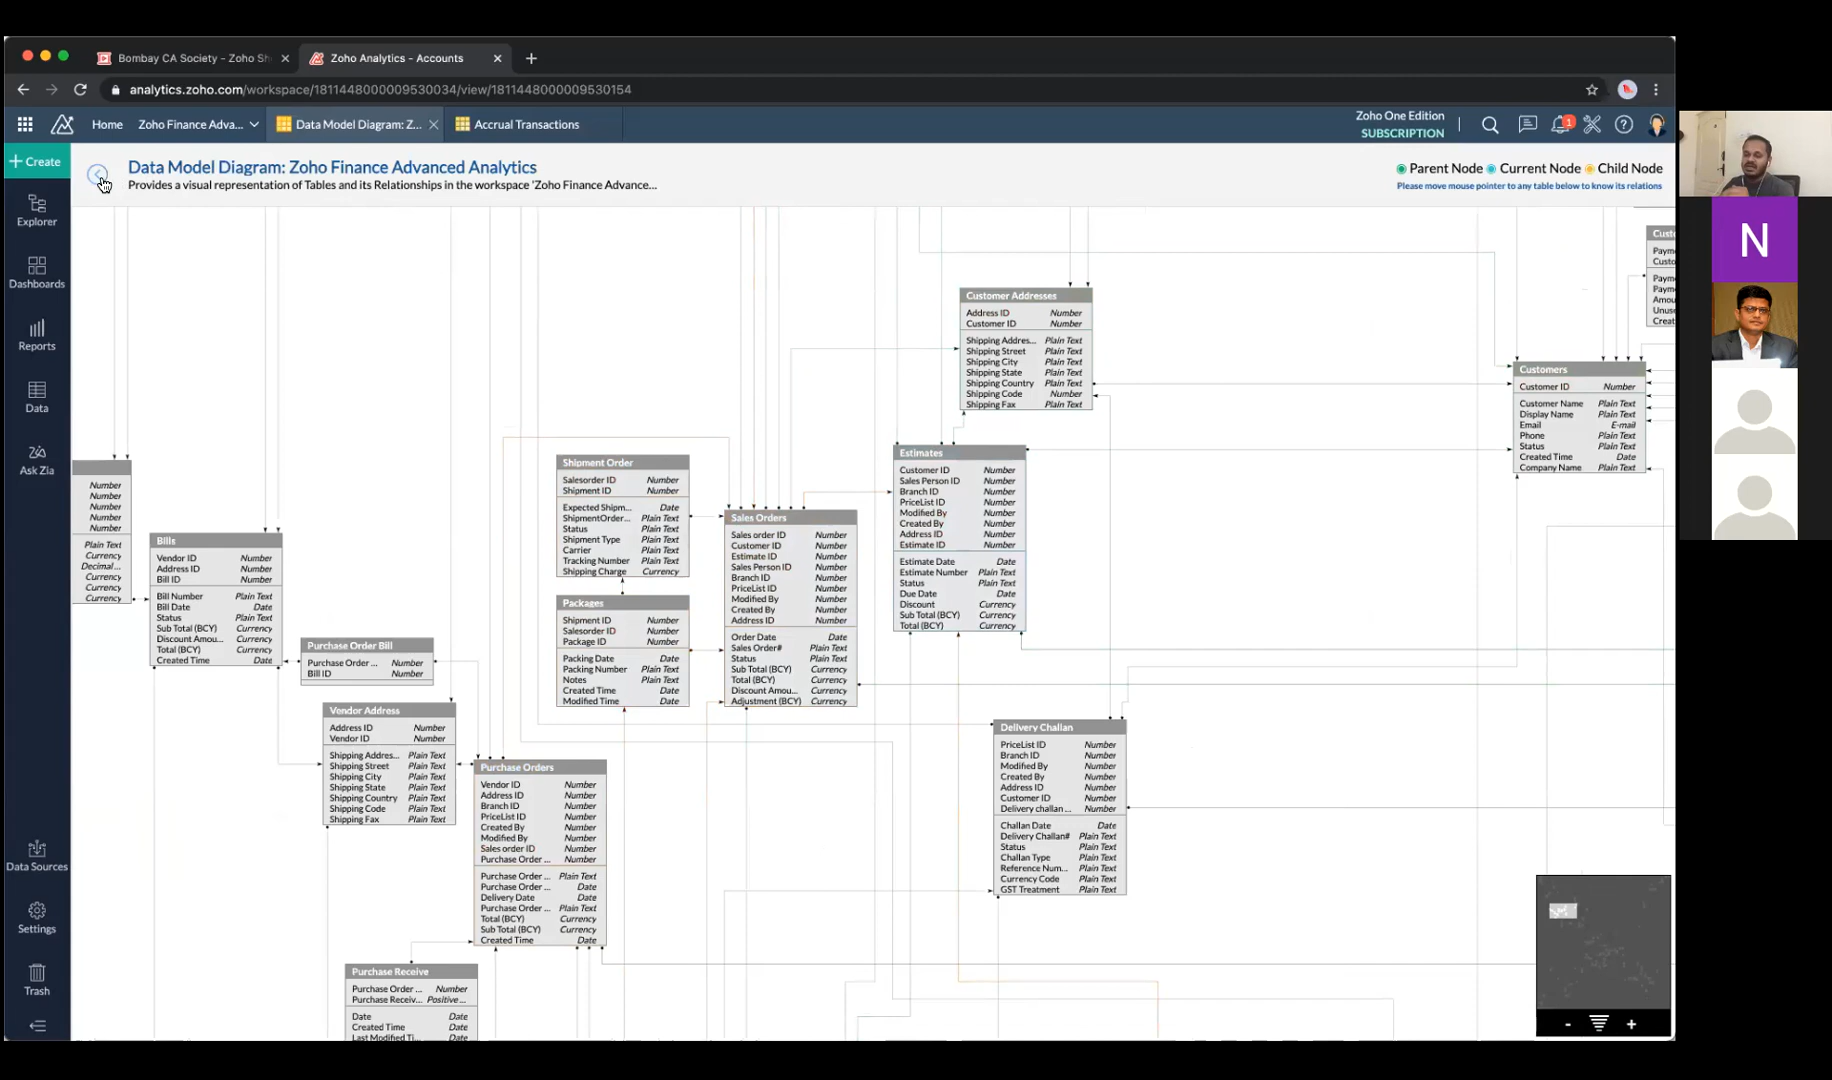 Bombay CA Society - Zoho Sh
Zoho Analytics - Accounts
analytics.zoho.com/workspace/1811448000009530034/view/1811448000009530154
Home
Zoho Finance Adva...
Data Model Diagram: Z...
Accrual Transactions
Zoho One Edition
SUBSCRIPTION
1
+ Create
Explorer
Dashboards
Reports
Data
Ask Zia
Data Sources
Settings
Trash
Data Model Diagram: Zoho Finance Advanced Analytics
Provides a visual representation of Tables and its Relationships in the workspace 'Zoho Finance Advance...
Parent Node Current Node Child Node
Please move mouse pointer to any table below to know its relations
Number
Number
Number
Number
Number
Plain Text
Currency
Decimal...
Currency
Currency
Currency
Bills
Vendor ID Number
Address ID Number
Bill ID Number
Bill Number Plain Text
Bill Date Date
Status Plain Text
Sub Total (BCY) Currency
Discount Amou... Currency
Total (BCY) Currency
Created Time Date
Purchase Order Bill
Purchase Order ... Number
Bill ID Number
Vendor Address
Address ID Number
Vendor ID Number
Shipping Addres... Plain Text
Shipping Street Plain Text
Shipping City Plain Text
Shipping State Plain Text
Shipping Country Plain Text
Shipping Code Plain Text
Shipping Fax Plain Text
Purchase Orders
Vendor ID Number
Address ID Number
Branch ID Number
PriceList ID Number
Created By Number
Modified By Number
Sales order ID Number
Purchase Order ... Number
Purchase Order ... Plain Text
Purchase Order ... Date
Delivery Date Date
Purchase Order ... Plain Text
Total (BCY) Currency
Sub Total (BCY) Currency
Created Time Date
Purchase Receive
Purchase Order ... Number
Purchase Receiv... Positive ...
Date Date
Created Time Date
Last Modified Ti... Date
Shipment Order
Salesorder ID Number
Shipment ID Number
Expected Shipm... Date
ShipmentOrder... Plain Text
Status Plain Text
Shipment Type Plain Text
Carrier Plain Text
Tracking Number Plain Text
Shipping Charge Currency
Packages
Shipment ID Number
Salesorder ID Number
Package ID Number
Packing Date Date
Packing Number Plain Text
Notes Plain Text
Created Time Date
Modified Time Date
Sales Orders
Sales order ID Number
Customer ID Number
Estimate ID Number
Sales Person ID Number
Branch ID Number
PriceList ID Number
Modified By Number
Created By Number
Address ID Number
Order Date Date
Sales Order# Plain Text
Status Plain Text
Sub Total (BCY) Currency
Total (BCY) Currency
Discount Amou... Currency
Adjustment (BCY) Currency
Customer Addresses
Address ID Number
Customer ID Number
Shipping Addres... Plain Text
Shipping Street Plain Text
Shipping City Plain Text
Shipping State Plain Text
Shipping Country Plain Text
Shipping Code Number
Shipping Fax Plain Text
Estimates
Customer ID Number
Sales Person ID Number
Branch ID Number
PriceList ID Number
Modified By Number
Created By Number
Address ID Number
Estimate ID Number
Estimate Date Date
Estimate Number Plain Text
Status Plain Text
Due Date Date
Discount Currency
Sub Total (BCY) Currency
Total (BCY) Currency
Delivery Challan
PriceList ID Number
Branch ID Number
Modified By Number
Created By Number
Address ID Number
Customer ID Number
Delivery challan ... Number
Challan Date Date
Delivery Challan# Plain Text
Status Plain Text
Challan Type Plain Text
Reference Num... Plain Text
Currency Code Plain Text
GST Treatment Plain Text
Customers
Customer ID Number
Customer Name Plain Text
Display Name Plain Text
Email E-mail
Phone Plain Text
Status Plain Text
Created Time Date
Company Name Plain Text
Custo
Payme
Custo
Payme
Payme
Amou
Unuse
Creat
N
- +